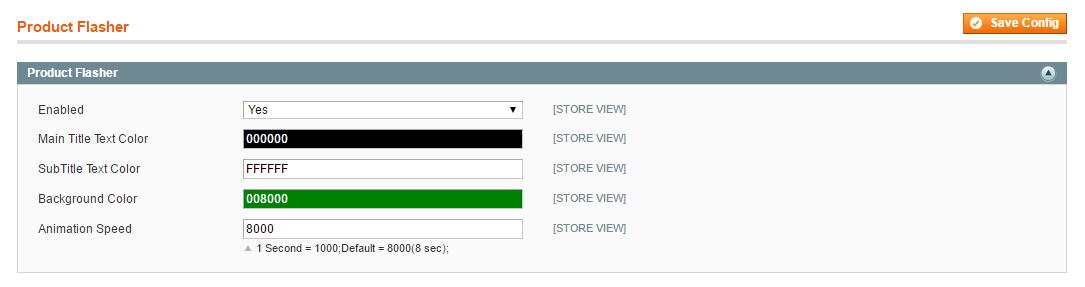 Product Flasher
Save Config
Product Flasher
Enabled Yes [STORE VIEW]
Main Title Text Color 000000 [STORE VIEW]
SubTitle Text Color FFFFFF [STORE VIEW]
Background Color 008000 [STORE VIEW]
Animation Speed 8000 [STORE VIEW]
1 Second = 1000;Default = 8000(8 sec);